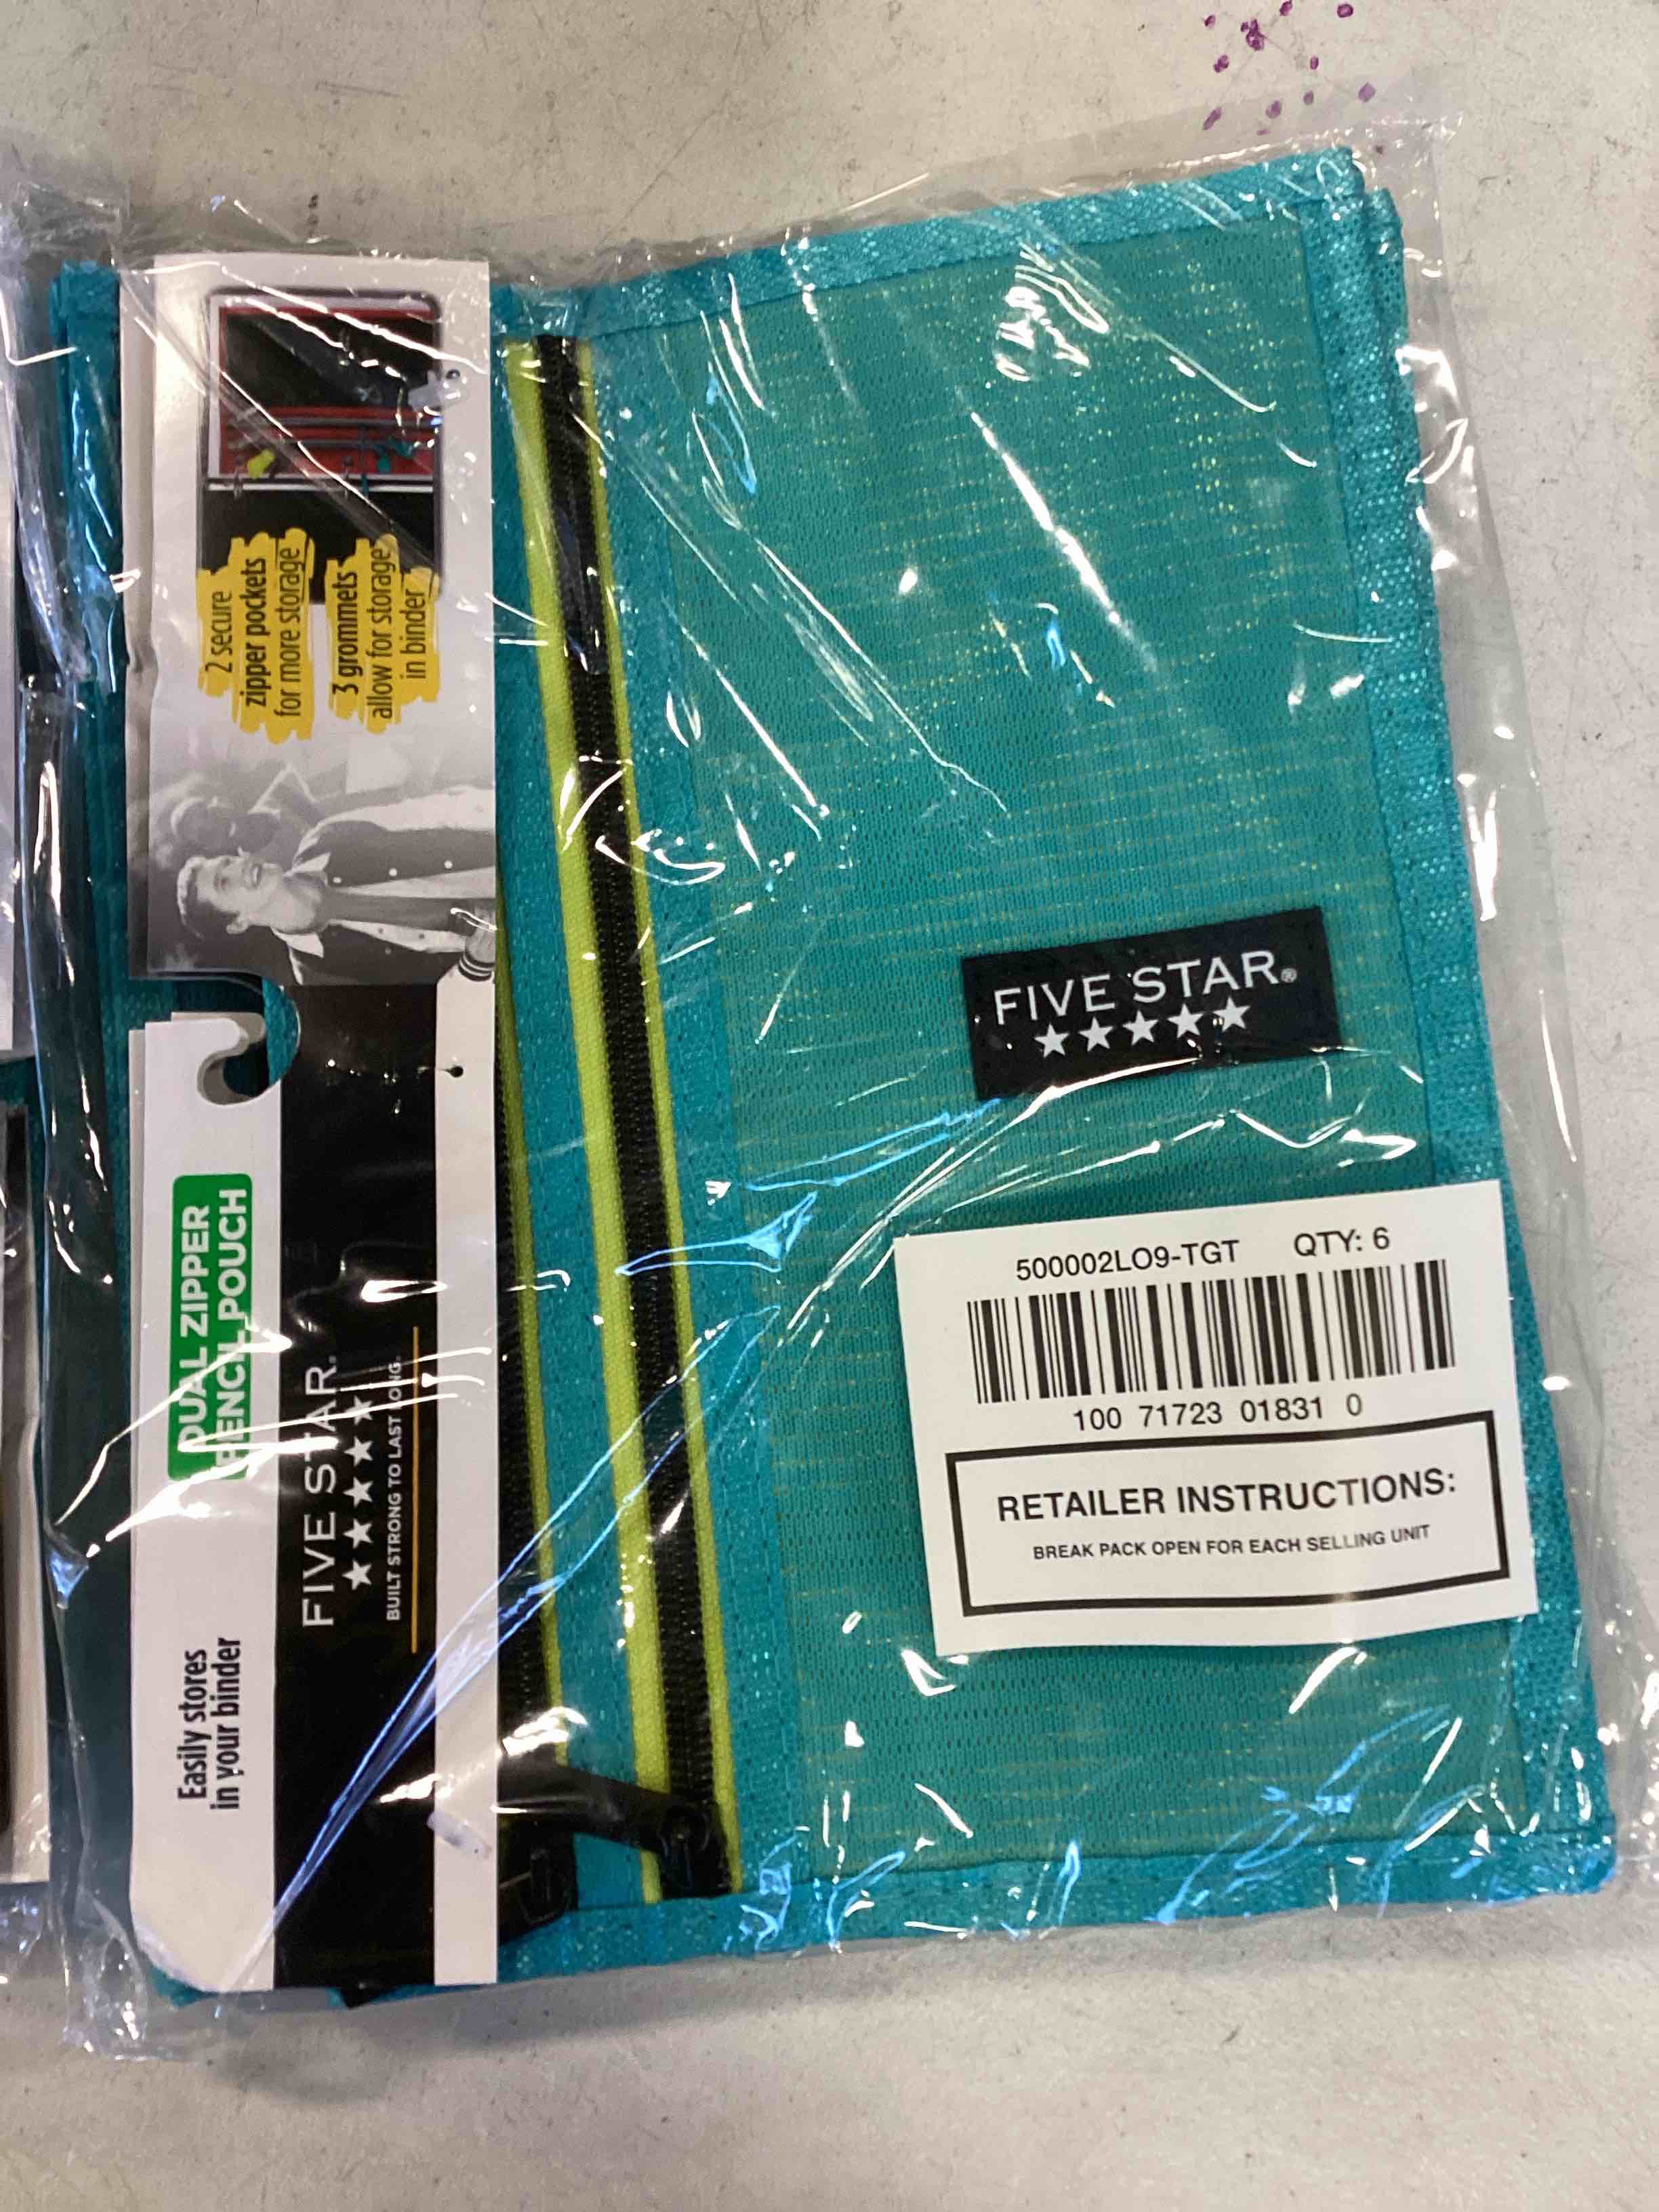 2 secure
zipper pockets
for more storage
3 grommets
allow for storage
in binder
DUAL ZIPPER
PENCIL POUCH
FIVE STAR®
BUILT STRONG TO LAST LONG.
Easily stores
in your binder
FIVE STAR®
500002LO9-TGT QTY: 6
100 71723 01831 0
RETAILER INSTRUCTIONS:
BREAK PACK OPEN FOR EACH SELLING UNIT